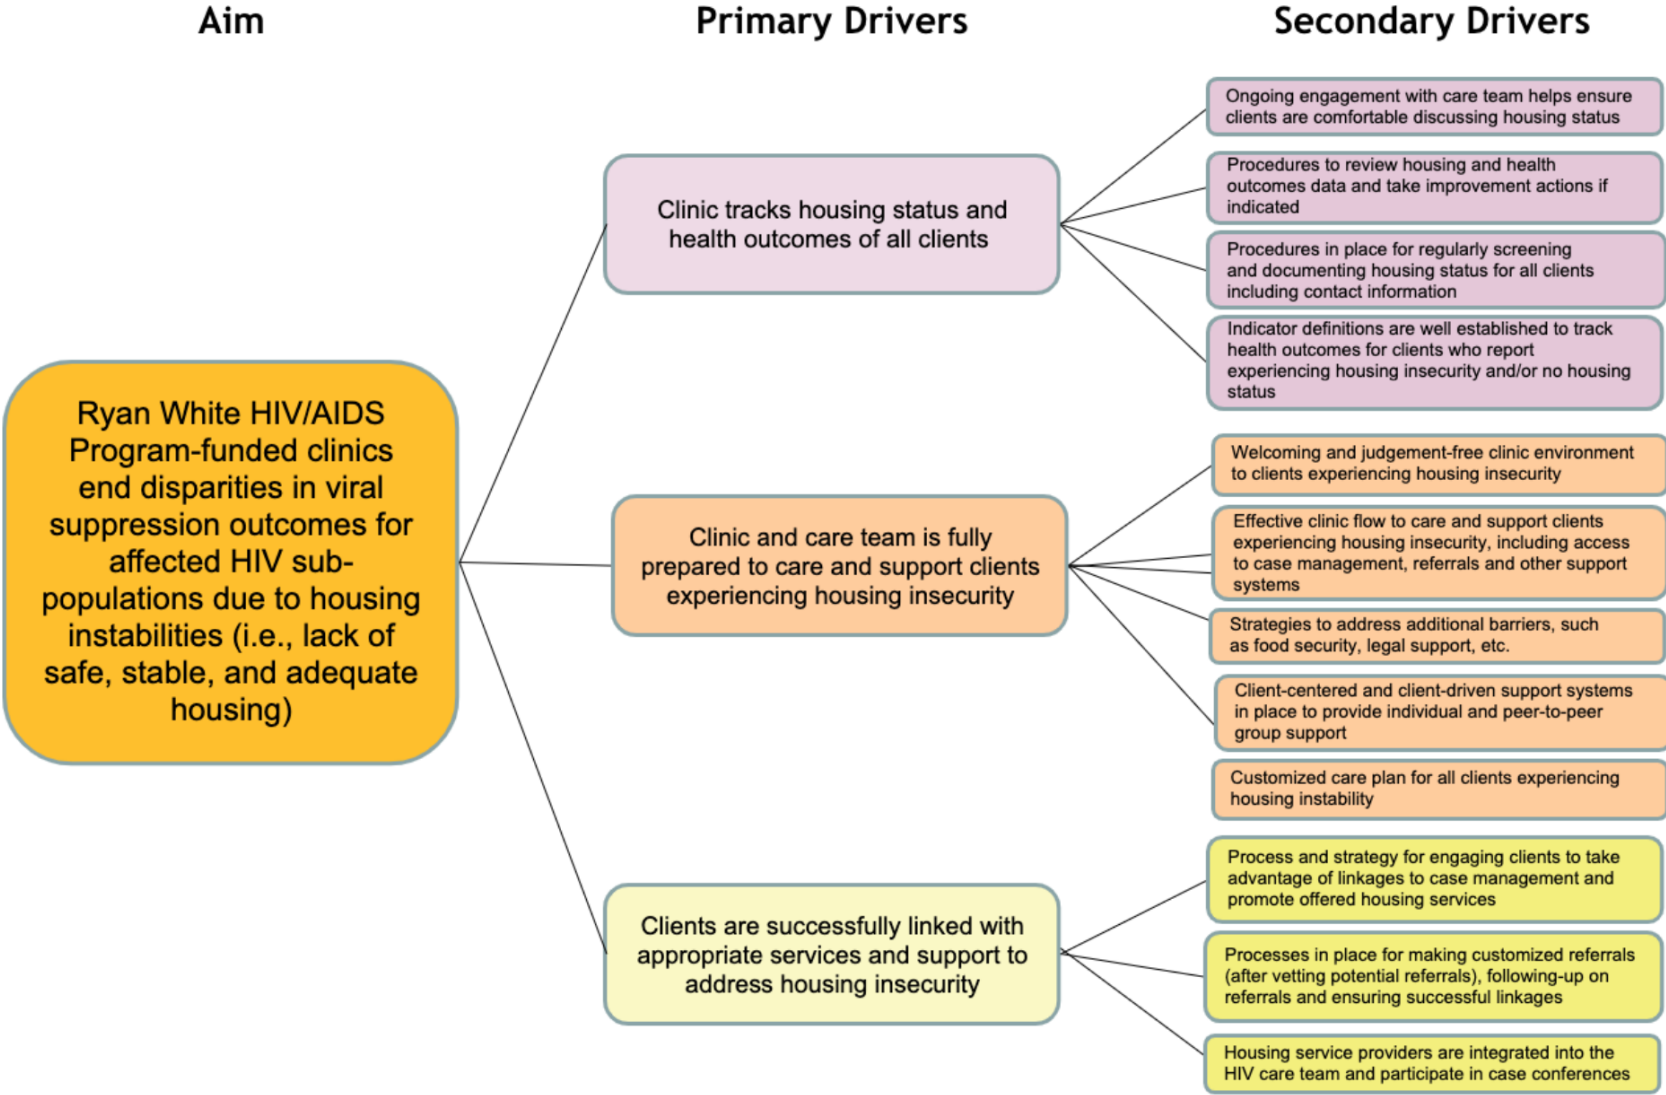 Aim
Primary Drivers
Secondary Drivers
Ryan White HIV/AIDS
Program-funded clinics
end disparities in viral
suppression outcomes for
affected HIV sub-
populations due to housing
instabilities (i.e., lack of
safe, stable, and adequate
housing)
Clinic tracks housing status and
health outcomes of all clients
Ongoing engagement with care team helps ensure
clients are comfortable discussing housing status
Procedures to review housing and health
outcomes data and take improvement actions if
indicated
Procedures in place for regularly screening
and documenting housing status for all clients
including contact information
Indicator definitions are well established to track
health outcomes for clients who report
experiencing housing insecurity and/or no housing
status
Clinic and care team is fully
prepared to care and support clients
experiencing housing insecurity
Welcoming and judgement-free clinic environment
to clients experiencing housing insecurity
Effective clinic flow to care and support clients
experiencing housing insecurity, including access
to case management, referrals and other support
systems
Strategies to address additional barriers, such
as food security, legal support, etc.
Client-centered and client-driven support systems
in place to provide individual and peer-to-peer
group support
Customized care plan for all clients experiencing
housing instability
Clients are successfully linked with
appropriate services and support to
address housing insecurity
Process and strategy for engaging clients to take
advantage of linkages to case management and
promote offered housing services
Processes in place for making customized referrals
(after vetting potential referrals), following-up on
referrals and ensuring successful linkages
Housing service providers are integrated into the
HIV care team and participate in case conferences